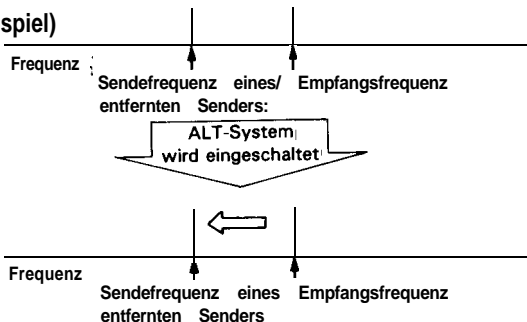 spiel)
Frequenz
Sendefrequenz eines/ Empfangsfrequenz
entfernten Senders:
ALT-System
wird eingeschaltet
Frequenz
Sendefrequenz eines Empfangsfrequenz
entfernten Senders